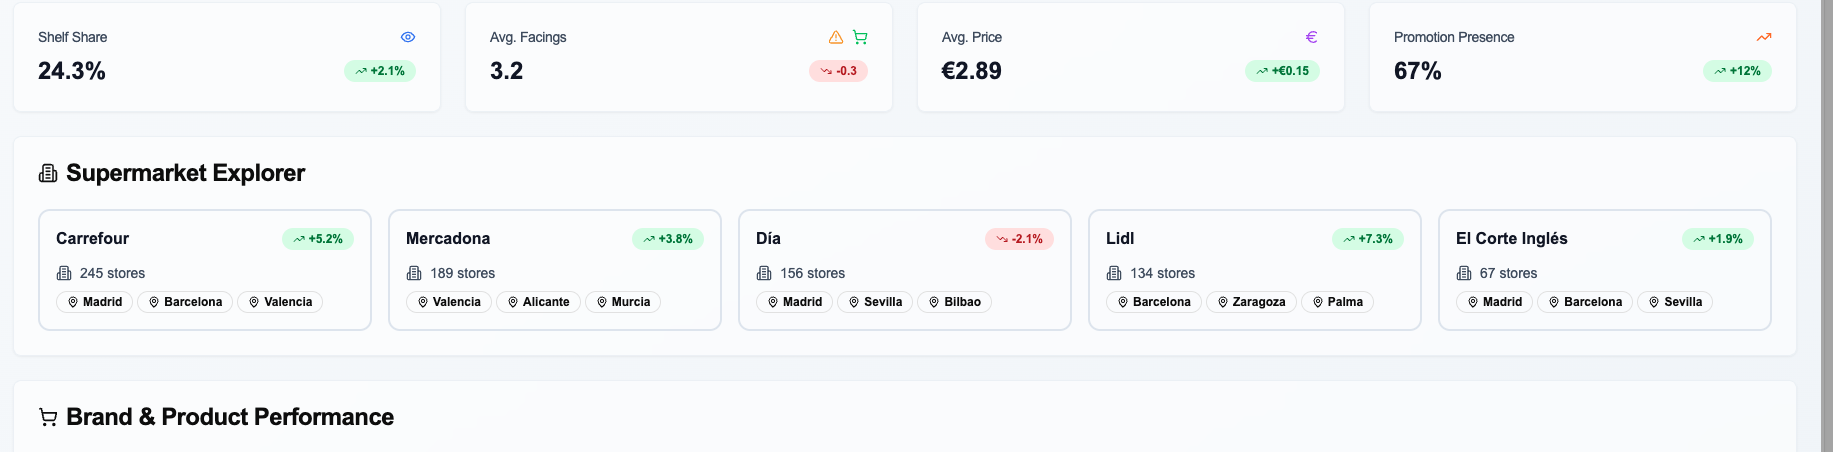 Shelf Share
24.3%
+2.1%
Avg. Facings
3.2
-0.3
Avg. Price
€2.89
+€0.15
Promotion Presence
67%
+12%
Supermarket Explorer
Carrefour
+5.2%
245 stores
Madrid Barcelona Valencia
Mercadona
+3.8%
189 stores
Valencia Alicante Murcia
Día
-2.1%
156 stores
Madrid Sevilla Bilbao
Lidl
+7.3%
134 stores
Barcelona Zaragoza Palma
El Corte Inglés
+1.9%
67 stores
Madrid Barcelona Sevilla
Brand & Product Performance